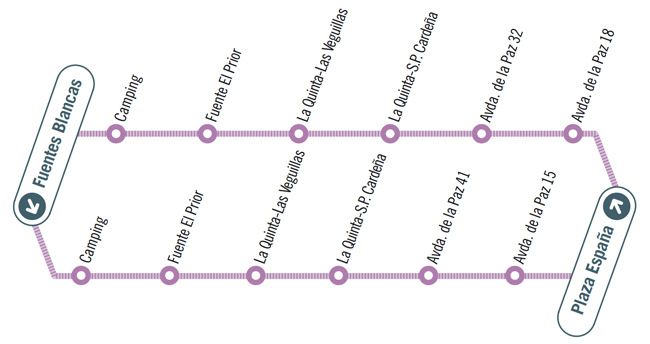 Fuentes Blancas
Camping
Fuente El Prior
La Quinta-Las Veguillas
La Quinta-S.P. Cardeña
Avda. de la Paz 32
Avda. de la Paz 18
Camping
Fuente El Prior
La Quinta-Las Veguillas
La Quinta-S.P. Cardeña
Avda. de la Paz 41
Avda. de la Paz 15
Plaza España